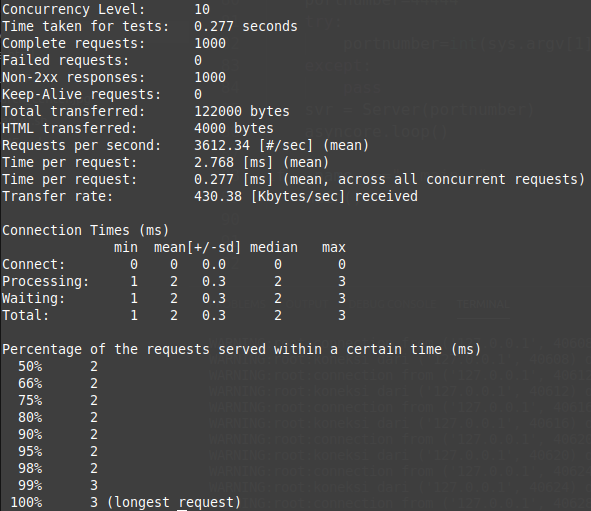 Concurrency Level:      10
Time taken for tests:   0.277 seconds
Complete requests:      1000
Failed requests:        0
Non-2xx responses:      1000
Keep-Alive requests:    0
Total transferred:      122000 bytes
HTML transferred:       4000 bytes
Requests per second:    3612.34 [#/sec] (mean)
Time per request:       2.768 [ms] (mean)
Time per request:       0.277 [ms] (mean, across all concurrent requests)
Transfer rate:          430.38 [Kbytes/sec] received

Connection Times (ms)
              min  mean[+/-sd] median   max
Connect:        0    0   0.0      0       0
Processing:     1    2   0.3      2       3
Waiting:        1    2   0.3      2       3
Total:          1    2   0.3      2       3

Percentage of the requests served within a certain time (ms)
  50%      2
  66%      2
  75%      2
  80%      2
  90%      2
  95%      2
  98%      2
  99%      3
 100%      3 (longest request)